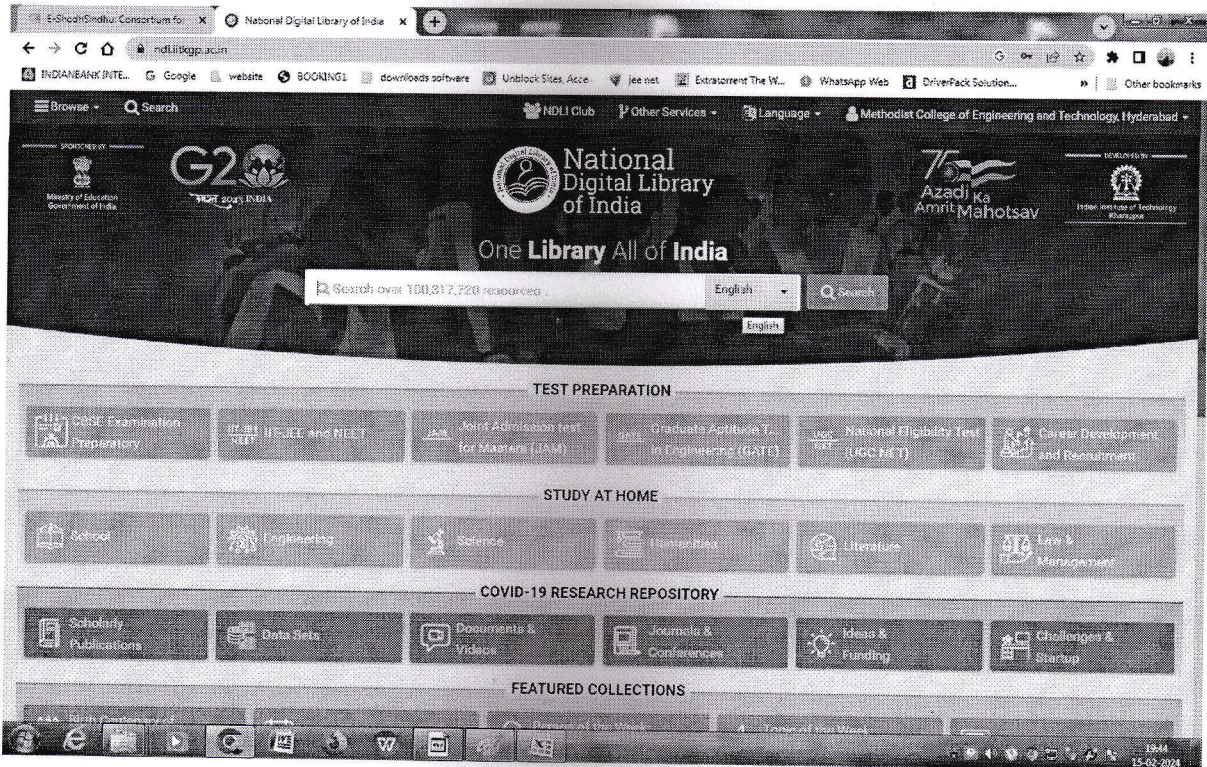 E-ShodhSindhu: Consortium fo x
National Digital Library of India x
ndl.iitkgp.ac.in
INDIANBANK INTE... Google website BOOKING1 downloads software Unblock Sites, Acce jee net Extratorrent The W... WhatsApp Web DriverPack Solution... » Other bookmarks
Browse Search NDLI Club Other Services Language Methodist College of Engineering and Technology, Hyderabad
SPONSORED BY
Ministry of Education
Government of India
G20
भारत 2023 INDIA
National
Digital Library
of India
75
Azadi Ka
Amrit Mahotsav
DEVELOPED BY
Indian Institute of Technology
Kharagpur
One Library All of India
Search over 100,317,720 resources English Search
English
TEST PREPARATION
CBSE Examination
Preparatory
IIT-JEE
NEET
IIT-JEE and NEET
JAM
Joint Admission test
for Masters (JAM)
GATE
Graduate Aptitude T
in Engineering (GATE)
National Eligibility Test
(UGC NET)
Career Development
and Recruitment
STUDY AT HOME
School
Engineering
Science
Humanities
Literature
Law &
Management
COVID-19 RESEARCH REPOSITORY
Scholarly
Publications
Data Sets
Documents &
Videos
Journals &
Conferences
Ideas &
Funding
Challenges &
Startup
FEATURED COLLECTIONS
19:44
15-02-2024